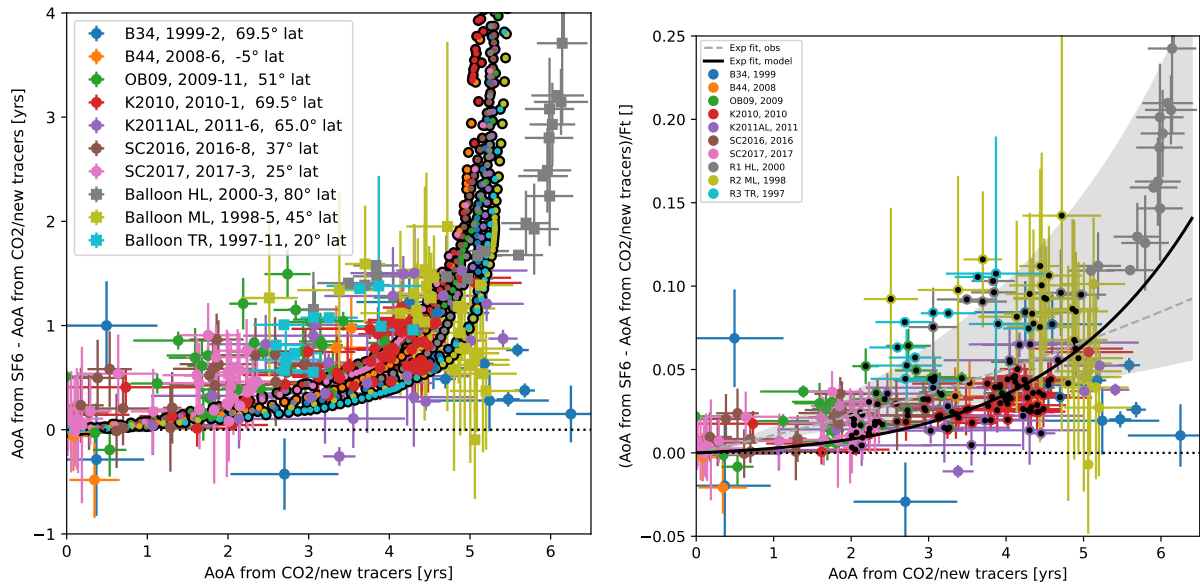 4
3
2
1
0
−1
AoA from SF6 - AoA from CO2/new tracers [yrs]
B34, 1999-2,  69.5° lat
B44, 2008-6,  -5° lat
OB09, 2009-11,  51° lat
K2010, 2010-1,  69.5° lat
K2011AL, 2011-6,  65.0° lat
SC2016, 2016-8,  37° lat
SC2017, 2017-3,  25° lat
Balloon HL, 2000-3, 80° lat
Balloon ML, 1998-5, 45° lat
Balloon TR, 1997-11, 20° lat
0 1 2 3 4 5 6
AoA from CO2/new tracers [yrs]
0.25
0.20
0.15
0.10
0.05
0.00
−0.05
(AoA from SF6 - AoA from CO2/new tracers)/Ft []
Exp fit, obs
Exp fit, model
B34, 1999
B44, 2008
OB09, 2009
K2010, 2010
K2011AL, 2011
SC2016, 2016
SC2017, 2017
R1 HL, 2000
R2 ML, 1998
R3 TR, 1997
0 1 2 3 4 5 6
AoA from CO2/new tracers [yrs]